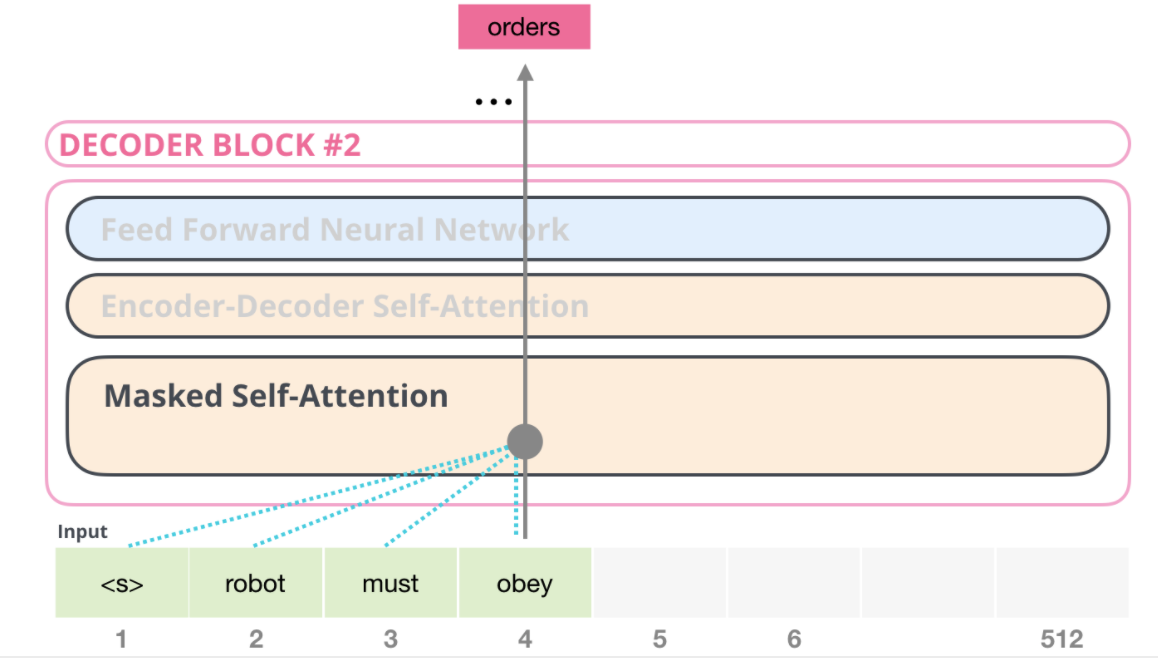 orders
...
DECODER BLOCK #2
Feed Forward Neural Network
Encoder-Decoder Self-Attention
Masked Self-Attention
Input
<s> robot must obey
1 2 3 4 5 6 512